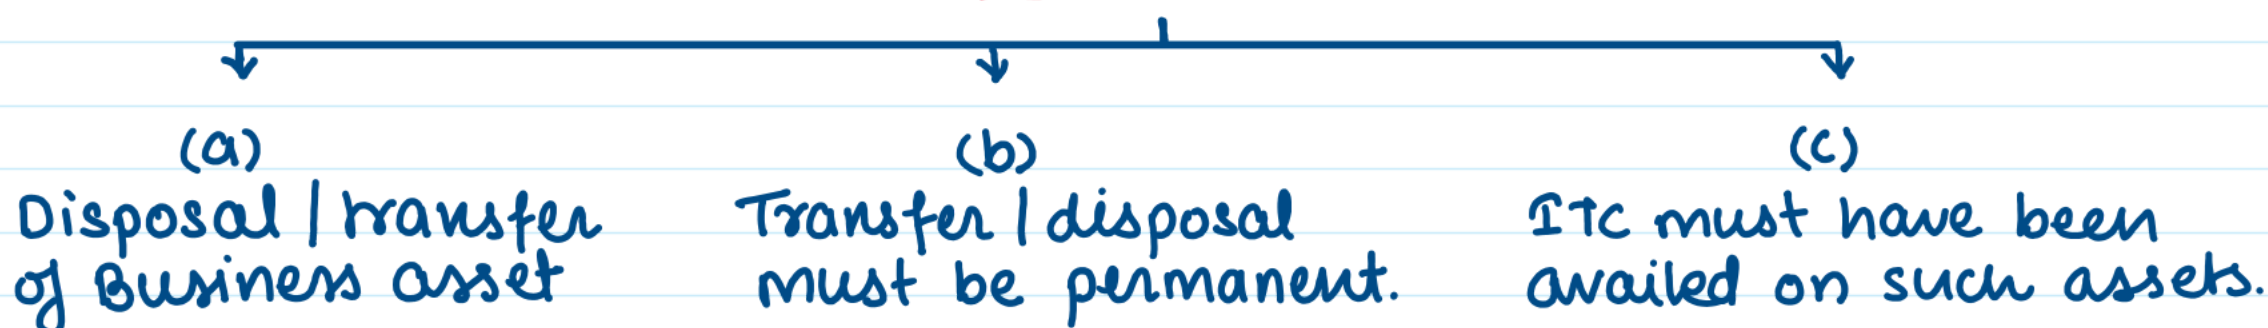 (a) (b) (c)
Disposal / transfer Transfer / disposal ITC must have been
of Business asset must be permanent. availed on such assets.